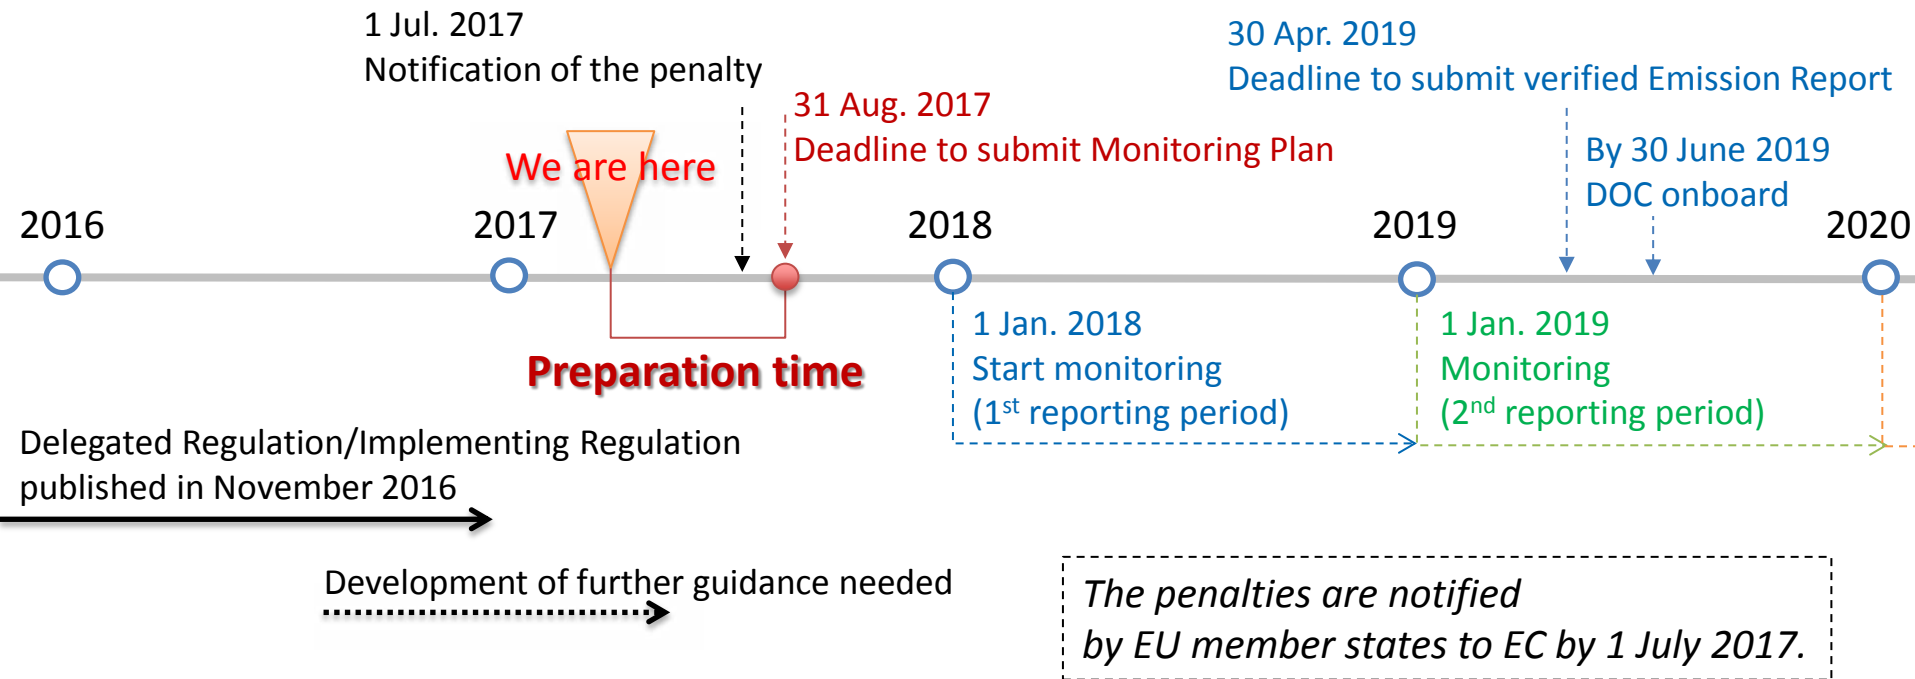 1 Jul. 2017
Notification of the penalty
30 Apr. 2019
Deadline to submit verified Emission Report
31 Aug. 2017
Deadline to submit Monitoring Plan
We are here
By 30 June 2019
DOC onboard
2016
2017
2018
2019
2020
1 Jan. 2018
Start monitoring
(1st reporting period)
1 Jan. 2019
Monitoring
(2nd reporting period)
Preparation time
Delegated Regulation/Implementing Regulation
published in November 2016
Development of further guidance needed
The penalties are notified
by EU member states to EC by 1 July 2017.